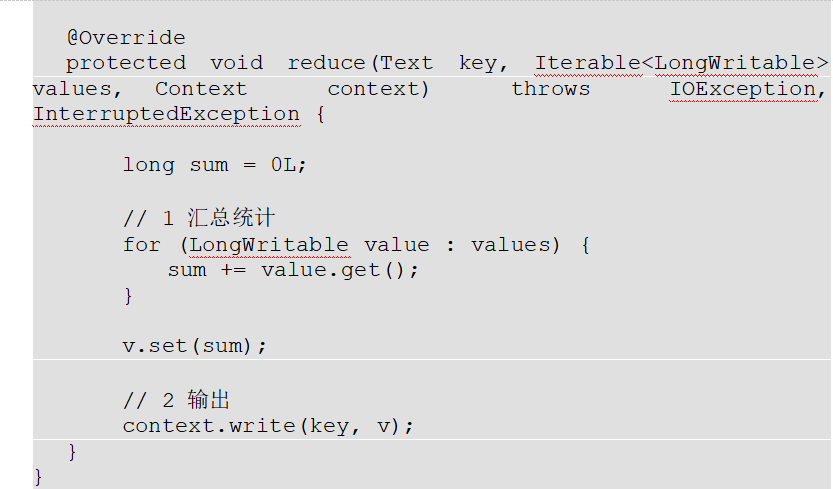 @Override
protected void reduce(Text key, Iterable<LongWritable>
values, Context context) throws IOException,
InterruptedException {
long sum = 0L;
// 1 汇总统计
for (LongWritable value : values) {
sum += value.get();
}
v.set(sum);
// 2 输出
context.write(key, v);
}
}